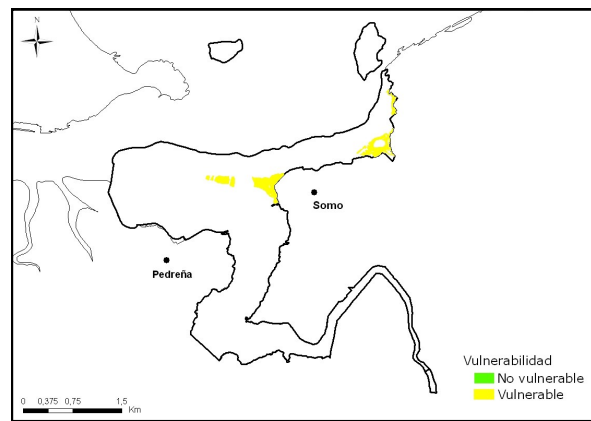 N
Somo
Pedreña
Vulnerabilidad
No vulnerable
Vulnerable
0 0,375 0,75 1,5
Km